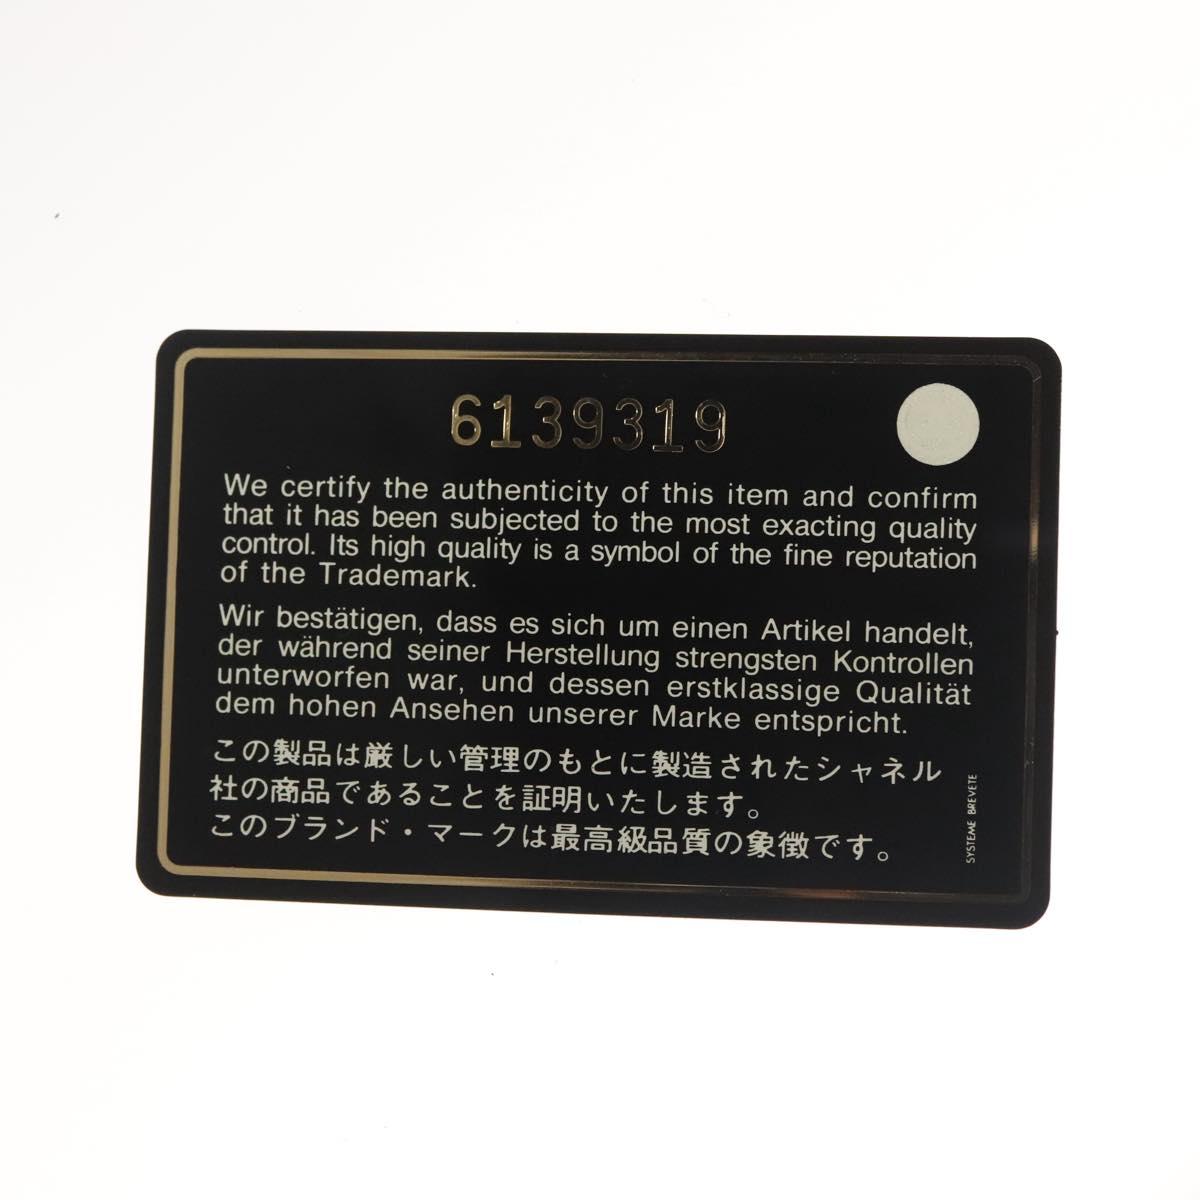 6139319
We certify the authenticity of this item and confirm
that it has been subjected to the most exacting quality
control. Its high quality is a symbol of the fine reputation
of the Trademark.
Wir bestätigen, dass es sich um einen Artikel handelt,
der während seiner Herstellung strengsten Kontrollen
unterworfen war, und dessen erstklassige Qualität
dem hohen Ansehen unserer Marke entspricht.
この製品は厳しい管理のもとに製造されたシャネル
社の商品であることを証明いたします。
このブランド・マークは最高級品質の象徴です。
SYSTEME BREVETE